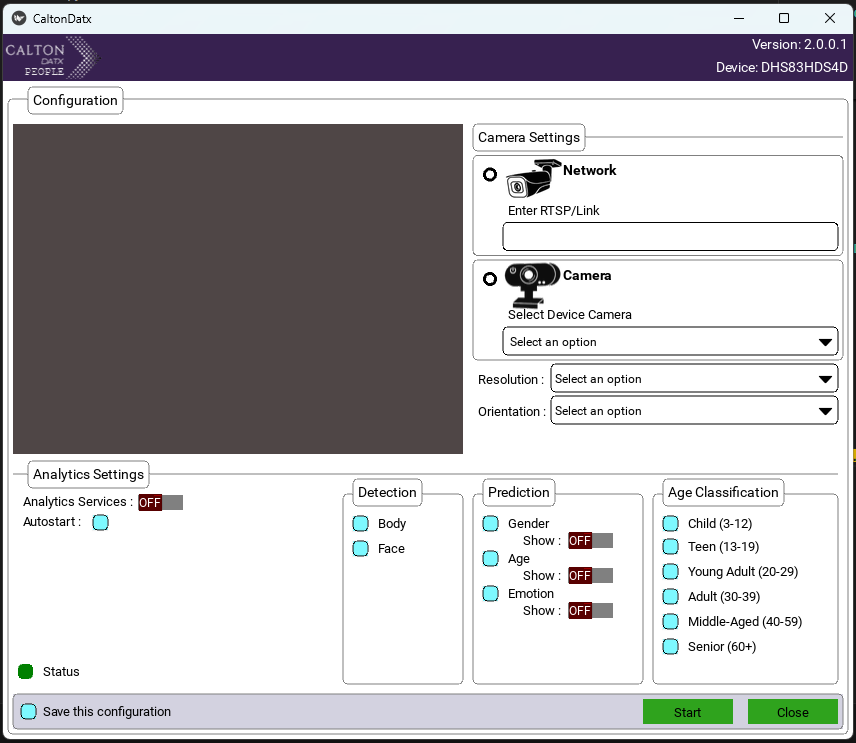 CaltonDatx
CALTON
DATX
PEOPLE
Version: 2.0.0.1
Device: DHS83HDS4D
Configuration
Camera Settings
Network
Enter RTSP/Link
Camera
Select Device Camera
Select an option
Resolution : Select an option
Orientation : Select an option
Analytics Settings
Analytics Services : OFF
Autostart :
Status
Detection
Body
Face
Prediction
Gender
Show : OFF
Age
Show : OFF
Emotion
Show : OFF
Age Classification
Child (3-12)
Teen (13-19)
Young Adult (20-29)
Adult (30-39)
Middle-Aged (40-59)
Senior (60+)
Save this configuration
Start
Close